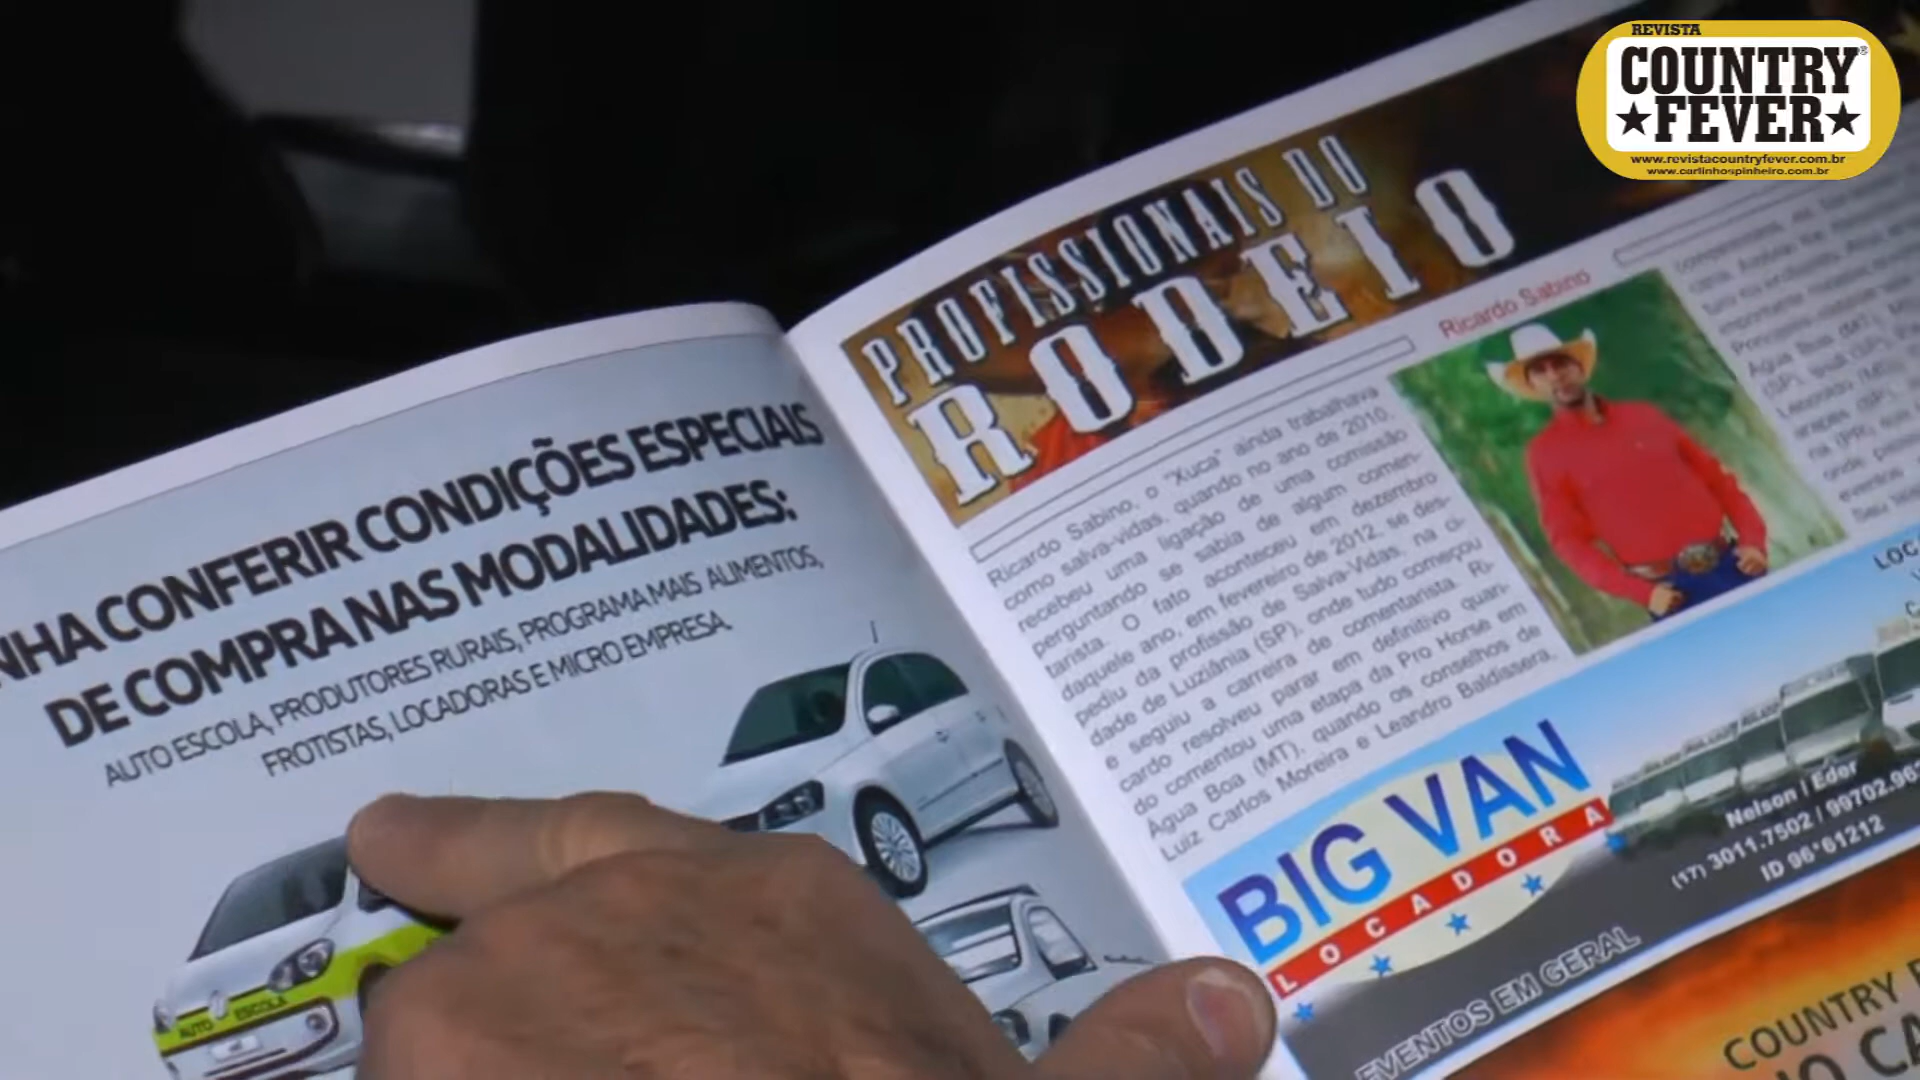 REVISTA
COUNTRY
FEVER
www.revistacountryfever.com.br
www.carlinhospinheiro.com.br
NHA CONFERIR CONDIÇÕES ESPECIAIS
DE COMPRA NAS MODALIDADES:
AUTO ESCOLA, PRODUTORES RURAIS, PROGRAMA MAIS ALIMENTOS,
FROTISTAS, LOCADORAS E MICRO EMPRESA.
AUTO ESCOLA
PROFISSIONAIS DO
RODEIO
Ricardo Sabino
Ricardo Sabino, o "Xuca" ainda trabalhava
como salva-vidas, quando no ano de 2010,
recebeu uma ligação de uma comissão
perguntando se sabia de algum comen-
tarista. O fato aconteceu em dezembro
daquele ano, em fevereiro de 2012, se des-
pediu da profissão de Salva-Vidas, na ci-
dade de Luziânia (SP), onde tudo começou
e seguiu a carreira de comentarista. Ri-
cardo resolveu parar em definitivo quan-
do comentou uma etapa da Pro Horse em
Água Boa (MT), quando os conselhos de
Luiz Carlos Moreira e Leandro Baldissera,
BIG VAN
LOCADORA
Nelson / Eder
(17) 3011.7502 / 99702.96
ID 96*61212
EVENTOS EM GERAL
COUNTRY